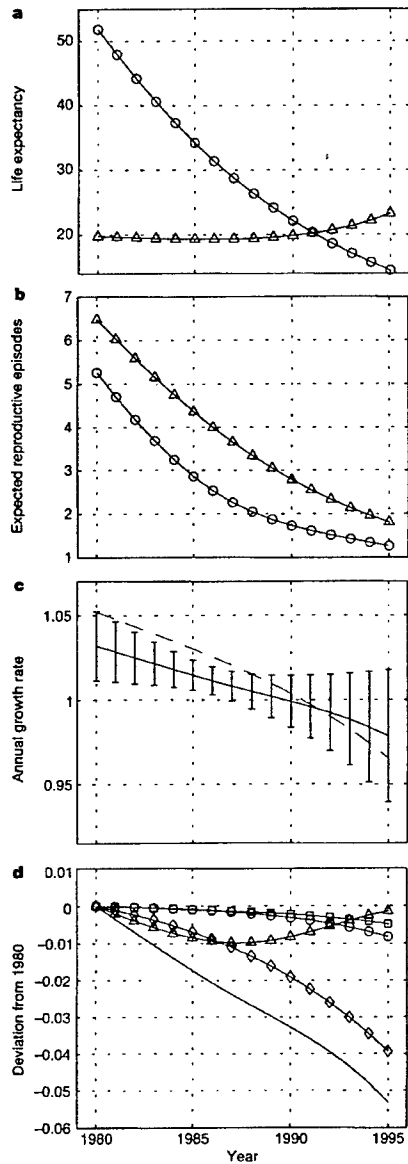 a
50
40
30
20
Life expectancy
b
7
6
5
4
3
2
1
Expected reproductive episodes
c
1.05
1
0.95
Annual growth rate
d
0.01
0
−0.01
−0.02
−0.03
−0.04
−0.05
−0.06
Deviation from 1980
1980
1985
1990
1995
Year